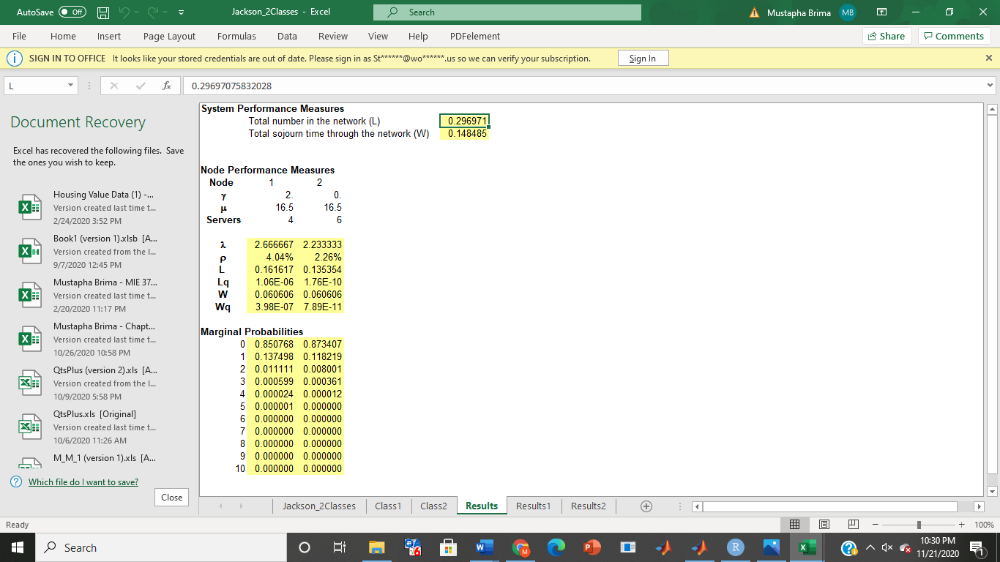 AutoSave Off Jackson_2Classes - Excel Search Mustapha Brima MB
File Home Insert Page Layout Formulas Data Review View Help PDFelement Share Comments
SIGN IN TO OFFICE It looks like your stored credentials are out of date. Please sign in as St******@wo******.us so we can verify your subscription. Sign In
L fx 0.29697075832028
Document Recovery
Excel has recovered the following files. Save
the ones you wish to keep.
Housing Value Data (1) -...
Version created last time t...
2/24/2020 3:52 PM
Book1 (version 1).xlsb [A...
Version created from the l...
9/7/2020 12:45 PM
Mustapha Brima - MIE 37...
Version created last time t...
2/20/2020 11:17 PM
Mustapha Brima - Chapt...
Version created last time t...
10/26/2020 10:58 PM
QtsPlus (version 2).xls [A...
Version created from the l...
10/9/2020 5:58 PM
QtsPlus.xls [Original]
Version created last time t...
10/6/2020 11:26 AM
M_M_1 (version 1).xls [A...
Which file do I want to save?
Close
System Performance Measures
Total number in the network (L) 0.296971
Total sojourn time through the network (W) 0.148485
Node Performance Measures
Node 1 2
γ 2. 0.
μ 16.5 16.5
Servers 4 6
λ 2.666667 2.233333
ρ 4.04% 2.26%
L 0.161617 0.135354
Lq 1.06E-06 1.76E-10
W 0.060606 0.060606
Wq 3.98E-07 7.89E-11
Marginal Probabilities
0 0.850768 0.873407
1 0.137498 0.118219
2 0.011111 0.008001
3 0.000599 0.000361
4 0.000024 0.000012
5 0.000001 0.000000
6 0.000000 0.000000
7 0.000000 0.000000
8 0.000000 0.000000
9 0.000000 0.000000
10 0.000000 0.000000
Jackson_2Classes Class1 Class2 Results Results1 Results2
Ready 100%
Search 10:30 PM
11/21/2020 1